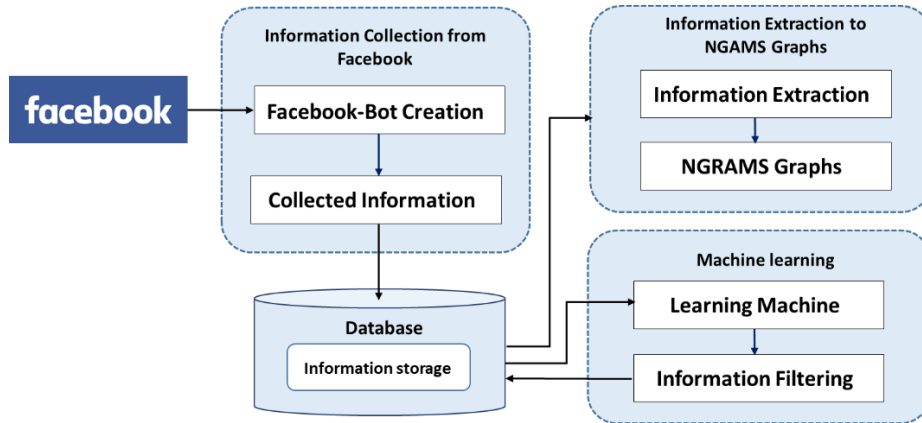 facebook
Information Collection from
Facebook
Facebook-Bot Creation
Collected Information
Database
Information storage
Information Extraction to
NGAMS Graphs
Information Extraction
NGRAMS Graphs
Machine learning
Learning Machine
Information Filtering